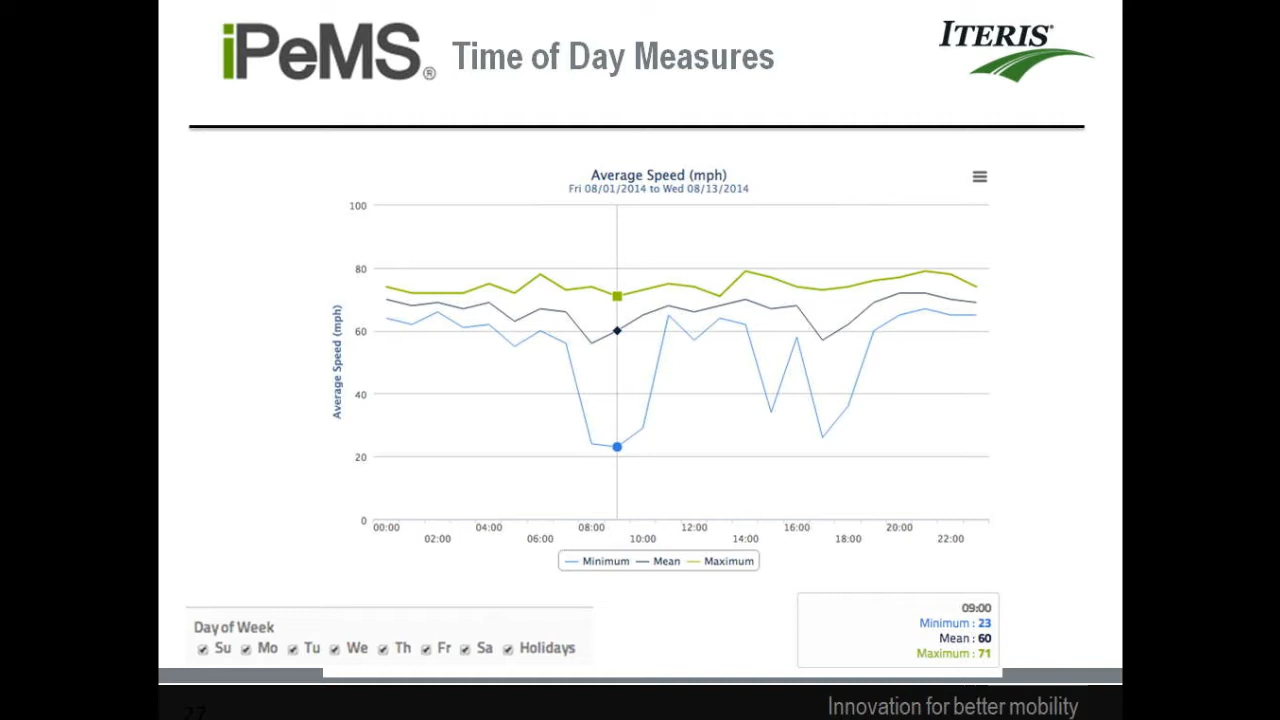 iPeMS® Time of Day Measures
ITERIS®
Average Speed (mph)
Fri 08/01/2014 to Wed 08/13/2014
Average Speed (mph)
100
80
60
40
20
0
00:00 04:00 08:00 12:00 16:00 20:00
02:00 06:00 10:00 14:00 18:00 22:00
Minimum Mean Maximum
Day of Week
Su Mo Tu We Th Fr Sa Holidays
09:00
Minimum : 23
Mean : 60
Maximum : 71
27
Innovation for better mobility